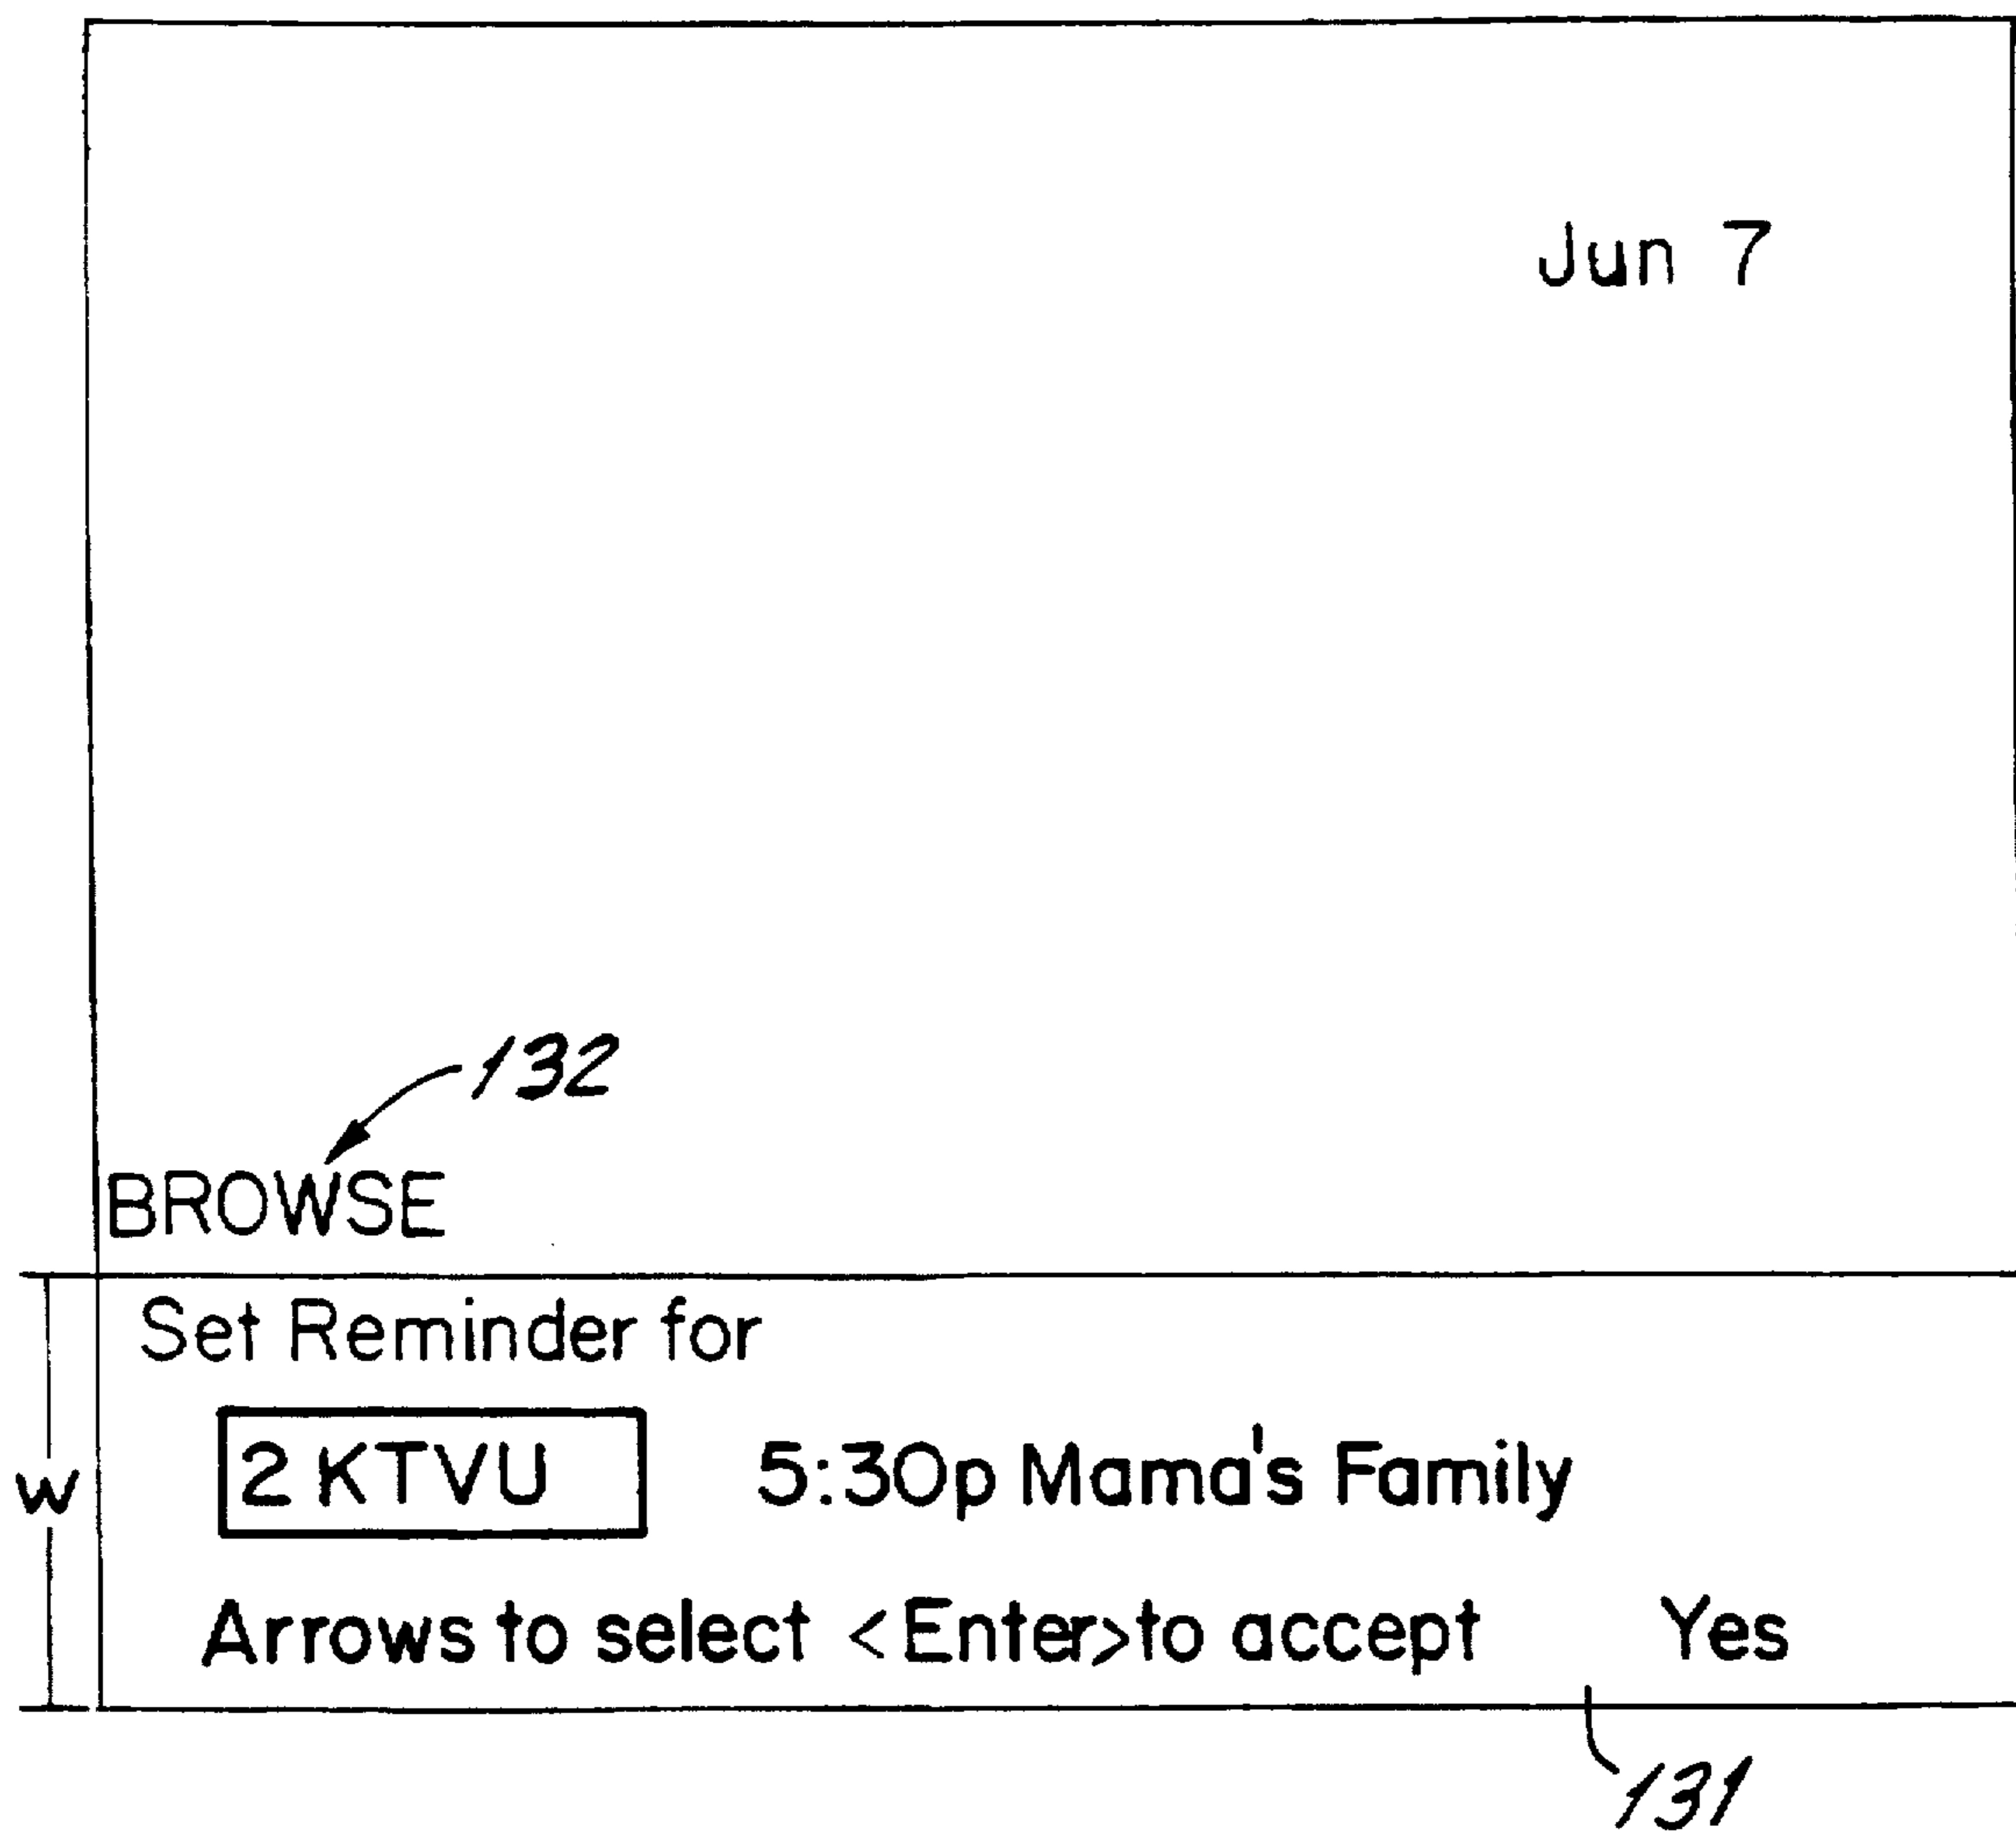 Jun 7
132
BROWSE
Set Reminder for
2 KTVU 5:30p Mama's Family
w
Arrows to select <Enter> to accept Yes
131